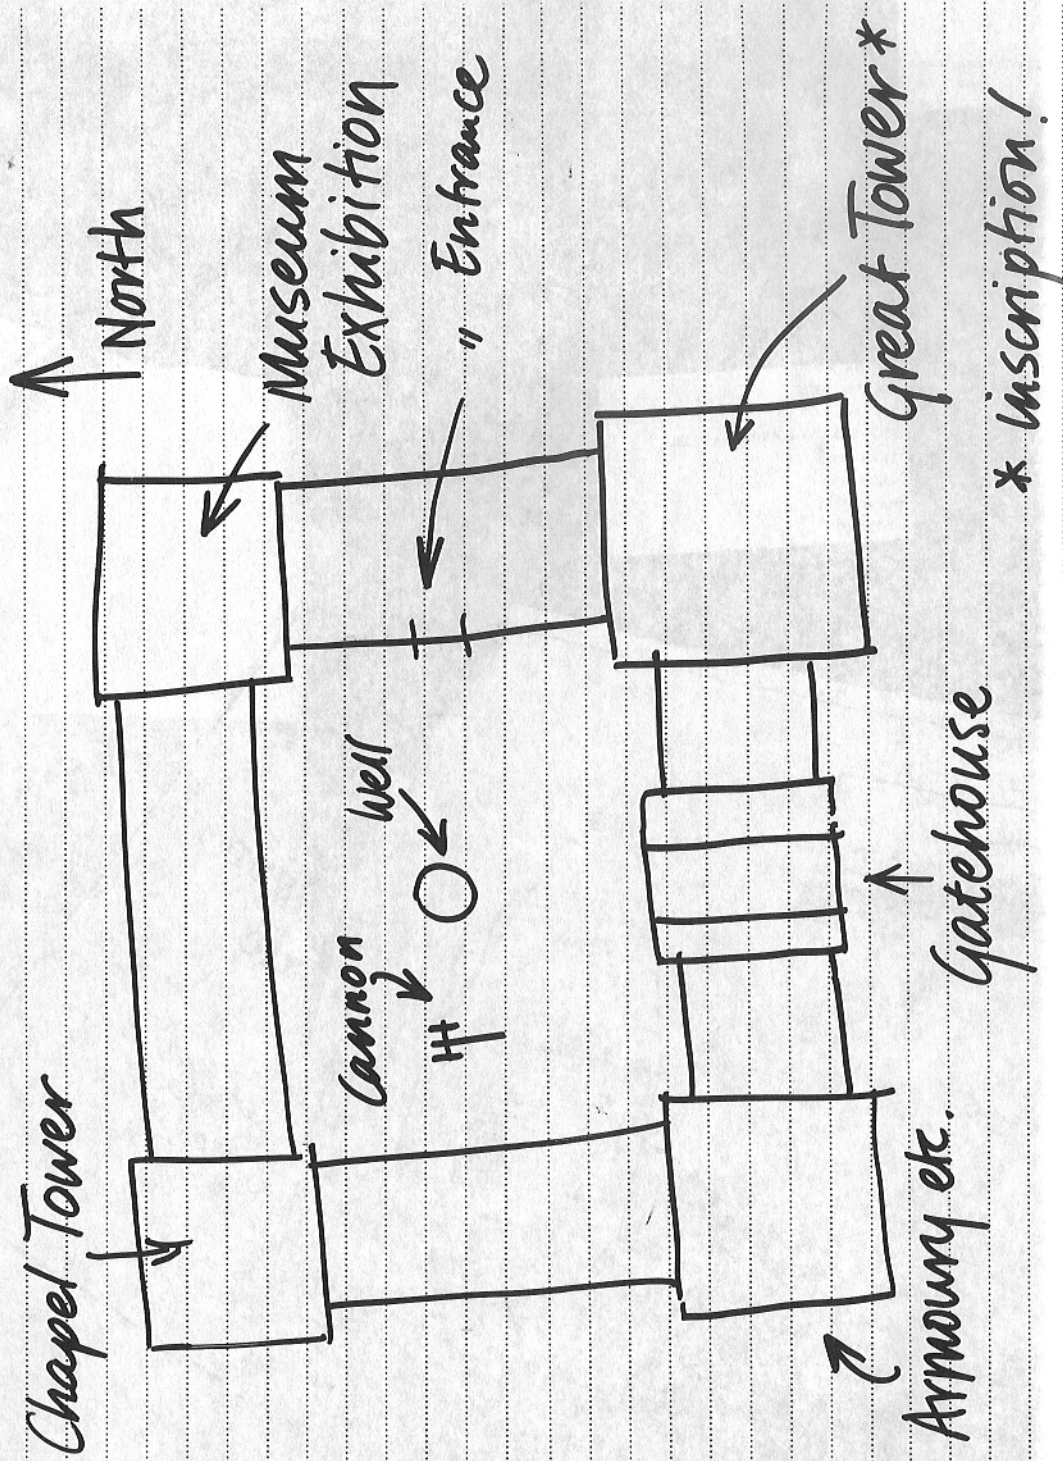 Chapel Tower
North
Museum
Exhibition
" Entrance
Cannon
Well
Great Tower *
Armoury etc.
Gatehouse
* inscription!